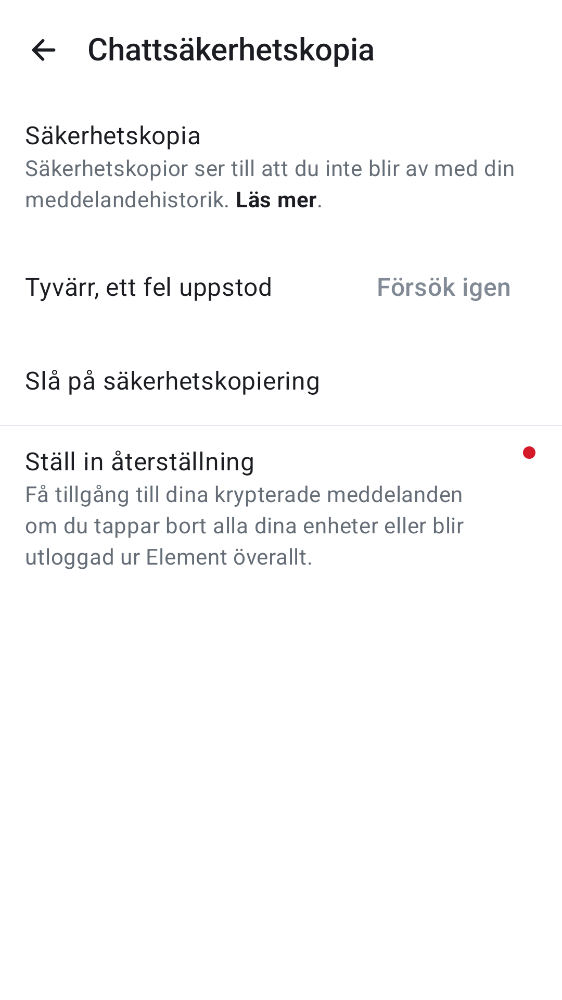 Chattsäkerhetskopia
Säkerhetskopia
Säkerhetskopior ser till att du inte blir av med din
meddelandehistorik. Läs mer.
Tyvärr, ett fel uppstod Försök igen
Slå på säkerhetskopiering
Ställ in återställning
Få tillgång till dina krypterade meddelanden
om du tappar bort alla dina enheter eller blir
utloggad ur Element överallt.